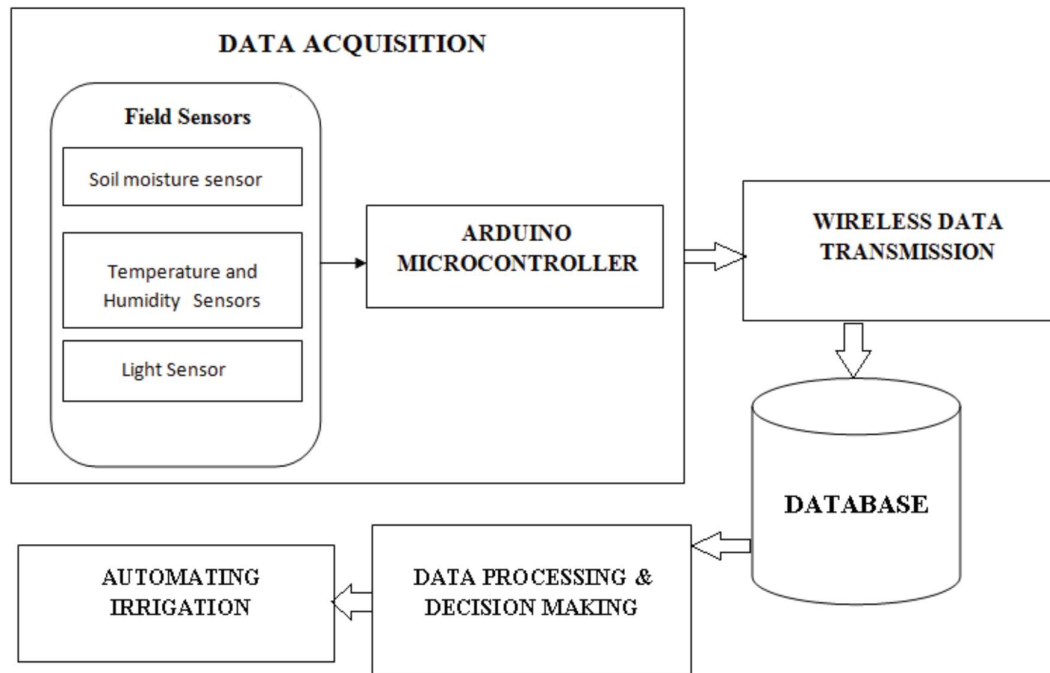 DATA ACQUISITION
Field Sensors
Soil moisture sensor
Temperature and
Humidity Sensors
Light Sensor
ARDUINO
MICROCONTROLLER
WIRELESS DATA
TRANSMISSION
DATABASE
DATA PROCESSING &
DECISION MAKING
AUTOMATING
IRRIGATION